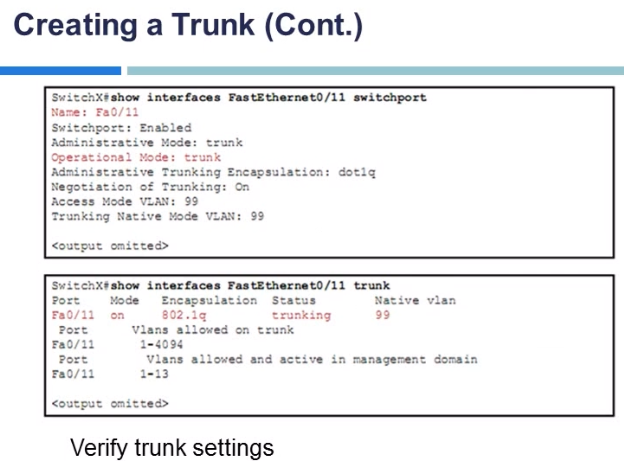 Creating a Trunk (Cont.)
SwitchX#show interfaces FastEthernet0/11 switchport
Name: Fa0/11
Switchport: Enabled
Administrative Mode: trunk
Operational Mode: trunk
Administrative Trunking Encapsulation: dot1q
Negotiation of Trunking: On
Access Mode VLAN: 99
Trunking Native Mode VLAN: 99
<output omitted>
SwitchX#show interfaces FastEthernet0/11 trunk
Port Mode Encapsulation Status Native vlan
Fa0/11 on 802.1q trunking 99
Port Vlans allowed on trunk
Fa0/11 1-4094
Port Vlans allowed and active in management domain
Fa0/11 1-13
<output omitted>
Verify trunk settings